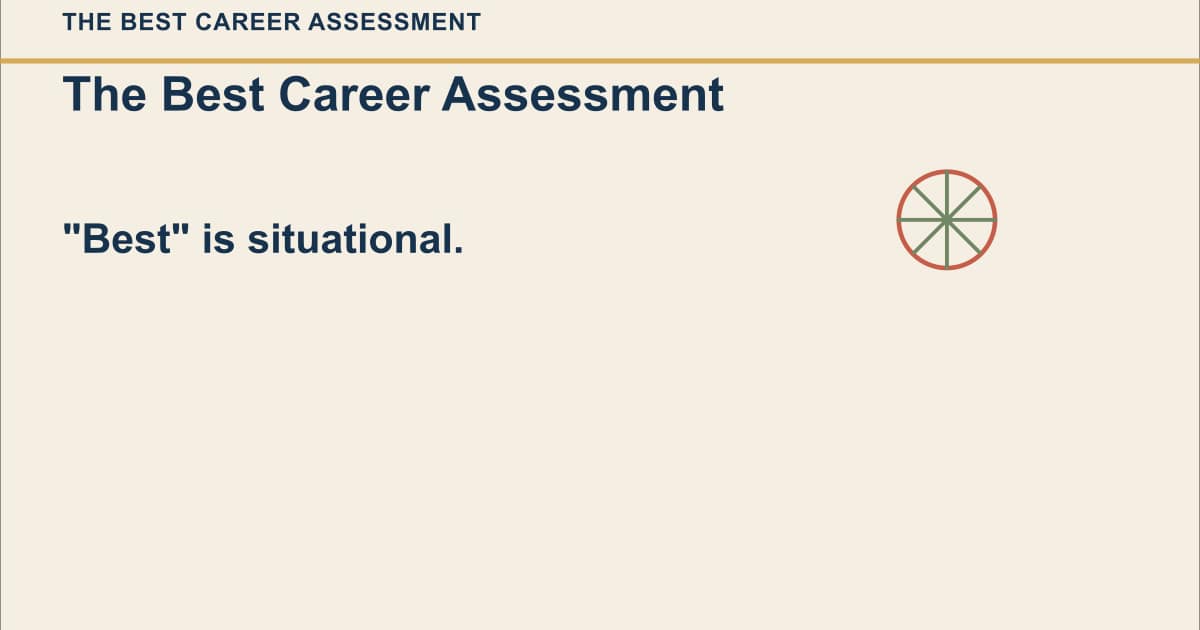 THE BEST CAREER ASSESSMENT
The Best Career Assessment
"Best" is situational.